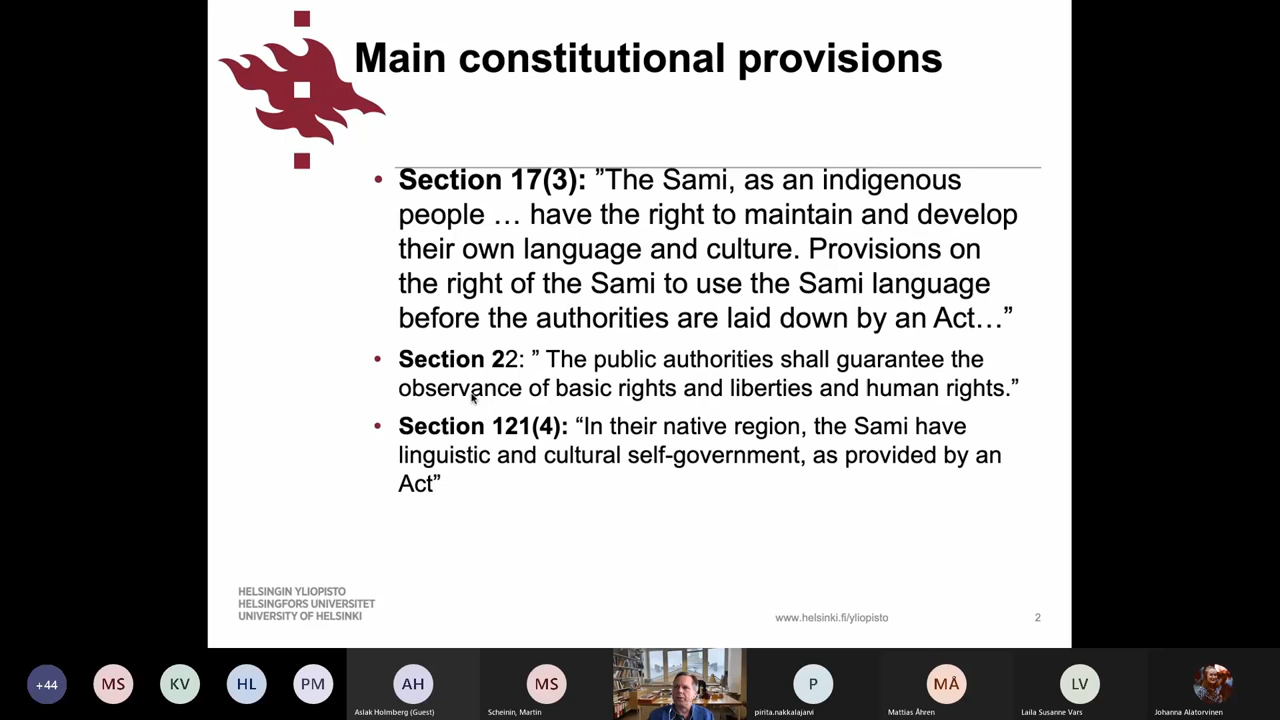 Main constitutional provisions
• Section 17(3): ”The Sami, as an indigenous
people … have the right to maintain and develop
their own language and culture. Provisions on
the right of the Sami to use the Sami language
before the authorities are laid down by an Act…”
• Section 22: ” The public authorities shall guarantee the
observance of basic rights and liberties and human rights.”
• Section 121(4): “In their native region, the Sami have
linguistic and cultural self-government, as provided by an
Act”
HELSINGIN YLIOPISTO
HELSINGFORS UNIVERSITET
UNIVERSITY OF HELSINKI
www.helsinki.fi/yliopisto
2
+44
MS
KV
HL
PM
AH
Aslak Holmberg (Guest)
MS
Scheinin, Martin
P
pirita.nakkalajarvi
MÅ
Mattias Åhren
LV
Laila Susanne Vars
Johanna Alatorvinen